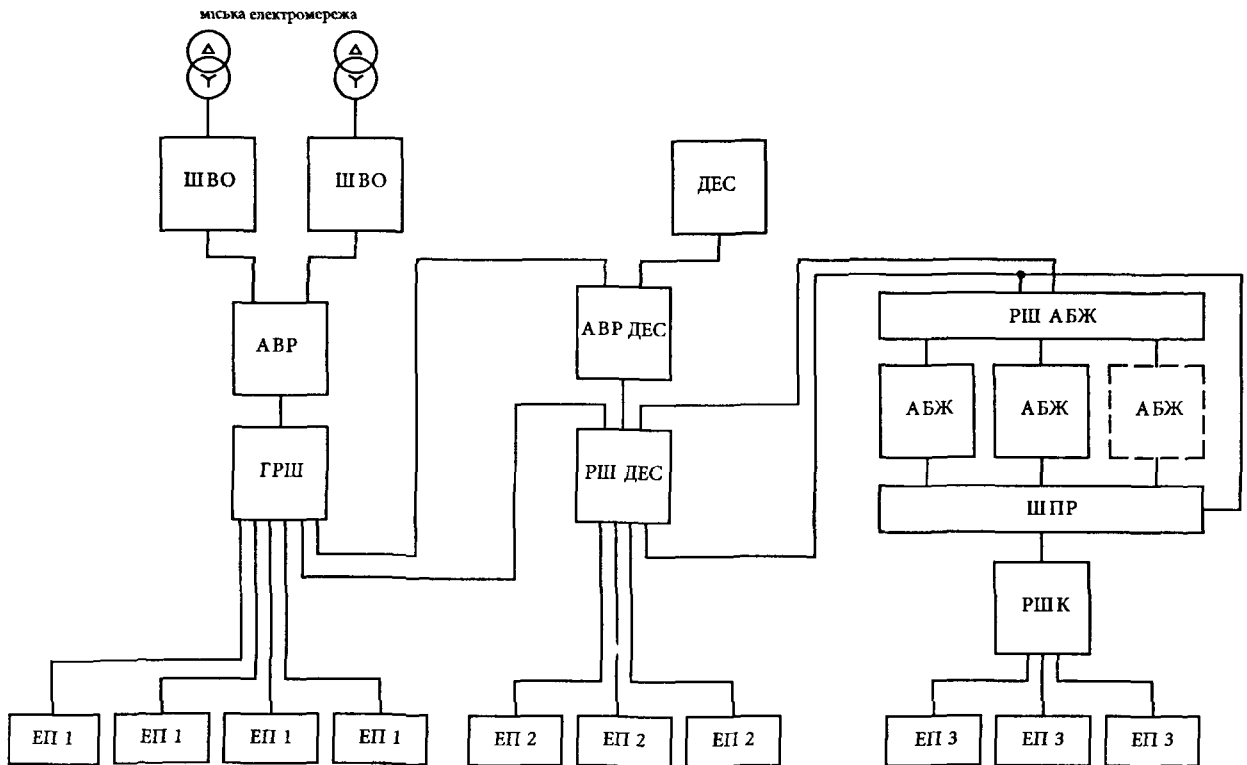 міська електромережа
ШВО
ШВО
ДЕС
АВР
АВР ДЕС
РШ АБЖ
АБЖ
АБЖ
АБЖ
ГРШ
РШ ДЕС
ШПР
РШК
ЕП 1
ЕП 1
ЕП 1
ЕП 1
ЕП 2
ЕП 2
ЕП 2
ЕП 3
ЕП 3
ЕП 3